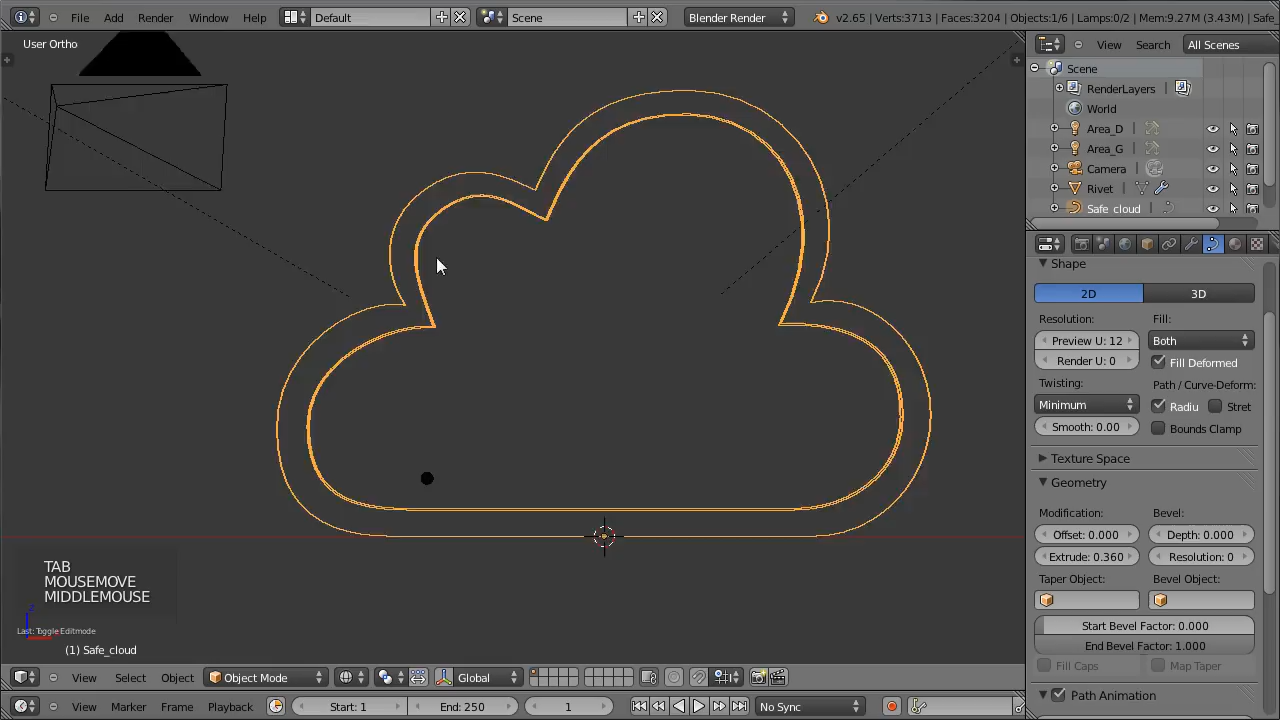 File Add Render Window Help Default Scene Blender Render v2.65 | Verts:3713 | Faces:3204 | Objects:1/6 | Lamps:0/2 | Mem:9.27M (3.43M) | Safe_
User Ortho
View Search All Scenes
Scene
RenderLayers
World
Area_D
Area_G
Camera
Rivet
Safe_cloud
Shape
2D 3D
Resolution: Fill:
Preview U: 12 Both
Render U: 0 Fill Deformed
Twisting: Path / Curve-Deform:
Minimum Radiu Stret
Smooth: 0.00 Bounds Clamp
Texture Space
Geometry
Modification: Bevel:
Offset: 0.000 Depth: 0.000
Extrude: 0.360 Resolution: 0
Taper Object: Bevel Object:
Start Bevel Factor: 0.000
End Bevel Factor: 1.000
Fill Caps Map Taper
Path Animation
TAB
MOUSEMOVE
MIDDLEMOUSE
Last: Toggle Editmode
(1) Safe_cloud
View Select Object Object Mode Global
View Marker Frame Playback Start: 1 End: 250 1 No Sync